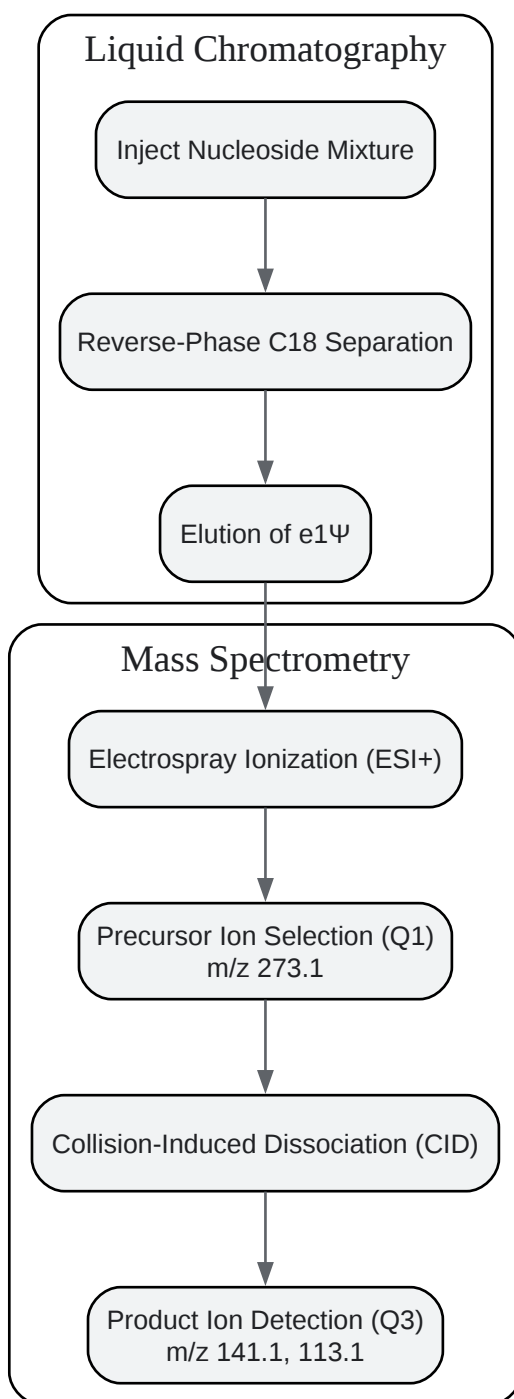 Liquid Chromatography
Inject Nucleoside Mixture
Reverse-Phase C18 Separation
Elution of e1Ψ
Mass Spectrometry
Electrospray Ionization (ESI+)
Precursor Ion Selection (Q1)
m/z 273.1
Collision-Induced Dissociation (CID)
Product Ion Detection (Q3)
m/z 141.1, 113.1